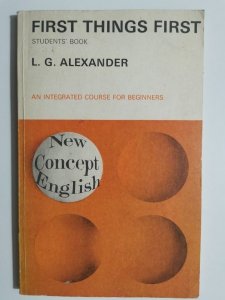 FIRST THINGS FIRST
STUDENTS' BOOK
L. G. ALEXANDER
AN INTEGRATED COURSE FOR BEGINNERS
New
Concept
English